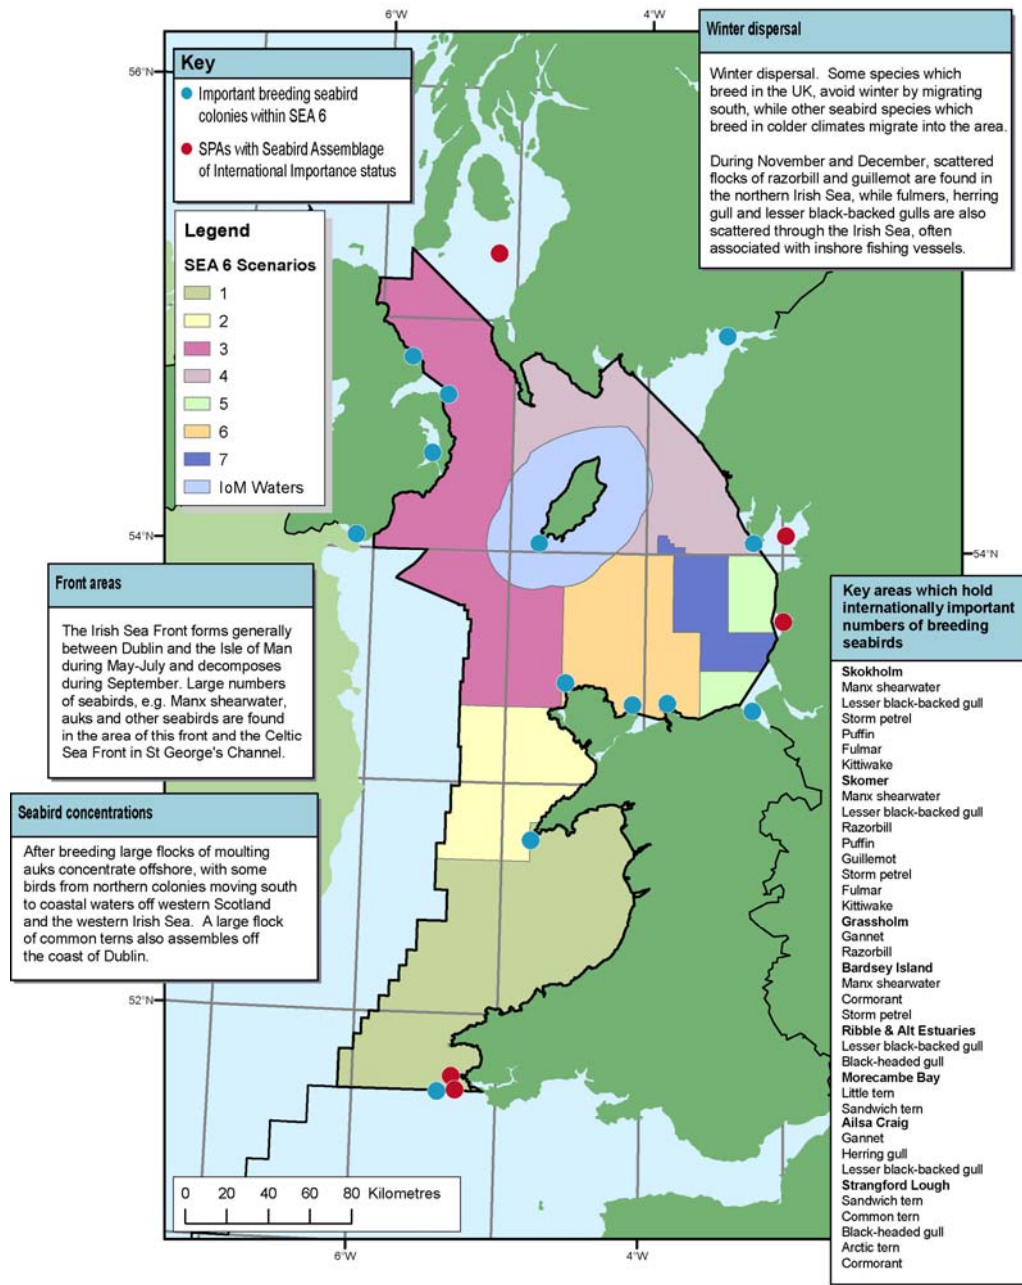 6°W
4°W
56°N
Key
Important breeding seabird
colonies within SEA 6
SPAs with Seabird Assemblage
of International Importance status
Legend
SEA 6 Scenarios
1
2
3
4
5
6
7
IoM Waters
Winter dispersal
Winter dispersal. Some species which
breed in the UK, avoid winter by migrating
south, while other seabird species which
breed in colder climates migrate into the area.
During November and December, scattered
flocks of razorbill and guillemot are found in
the northern Irish Sea, while fulmers, herring
gull and lesser black-backed gulls are also
scattered through the Irish Sea, often
associated with inshore fishing vessels.
54°N
54°N
Front areas
The Irish Sea Front forms generally
between Dublin and the Isle of Man
during May-July and decomposes
during September. Large numbers
of seabirds, e.g. Manx shearwater,
auks and other seabirds are found
in the area of this front and the Celtic
Sea Front in St George's Channel.
Seabird concentrations
After breeding large flocks of moulting
auks concentrate offshore, with some
birds from northern colonies moving south
to coastal waters off western Scotland
and the western Irish Sea. A large flock
of common terns also assembles off
the coast of Dublin.
52°N
Key areas which hold
internationally important
numbers of breeding
seabirds
Skokholm
Manx shearwater
Lesser black-backed gull
Storm petrel
Puffin
Fulmar
Kittiwake
Skomer
Manx shearwater
Lesser black-backed gull
Razorbill
Puffin
Guillemot
Storm petrel
Fulmar
Kittiwake
Grassholm
Gannet
Razorbill
Bardsey Island
Manx shearwater
Cormorant
Storm petrel
Ribble & Alt Estuaries
Lesser black-backed gull
Black-headed gull
Morecambe Bay
Little tern
Sandwich tern
Ailsa Craig
Gannet
Herring gull
Lesser black-backed gull
Strangford Lough
Sandwich tern
Common tern
Black-headed gull
Arctic tern
Cormorant
0 20 40 60 80 Kilometres
6°W
4°W